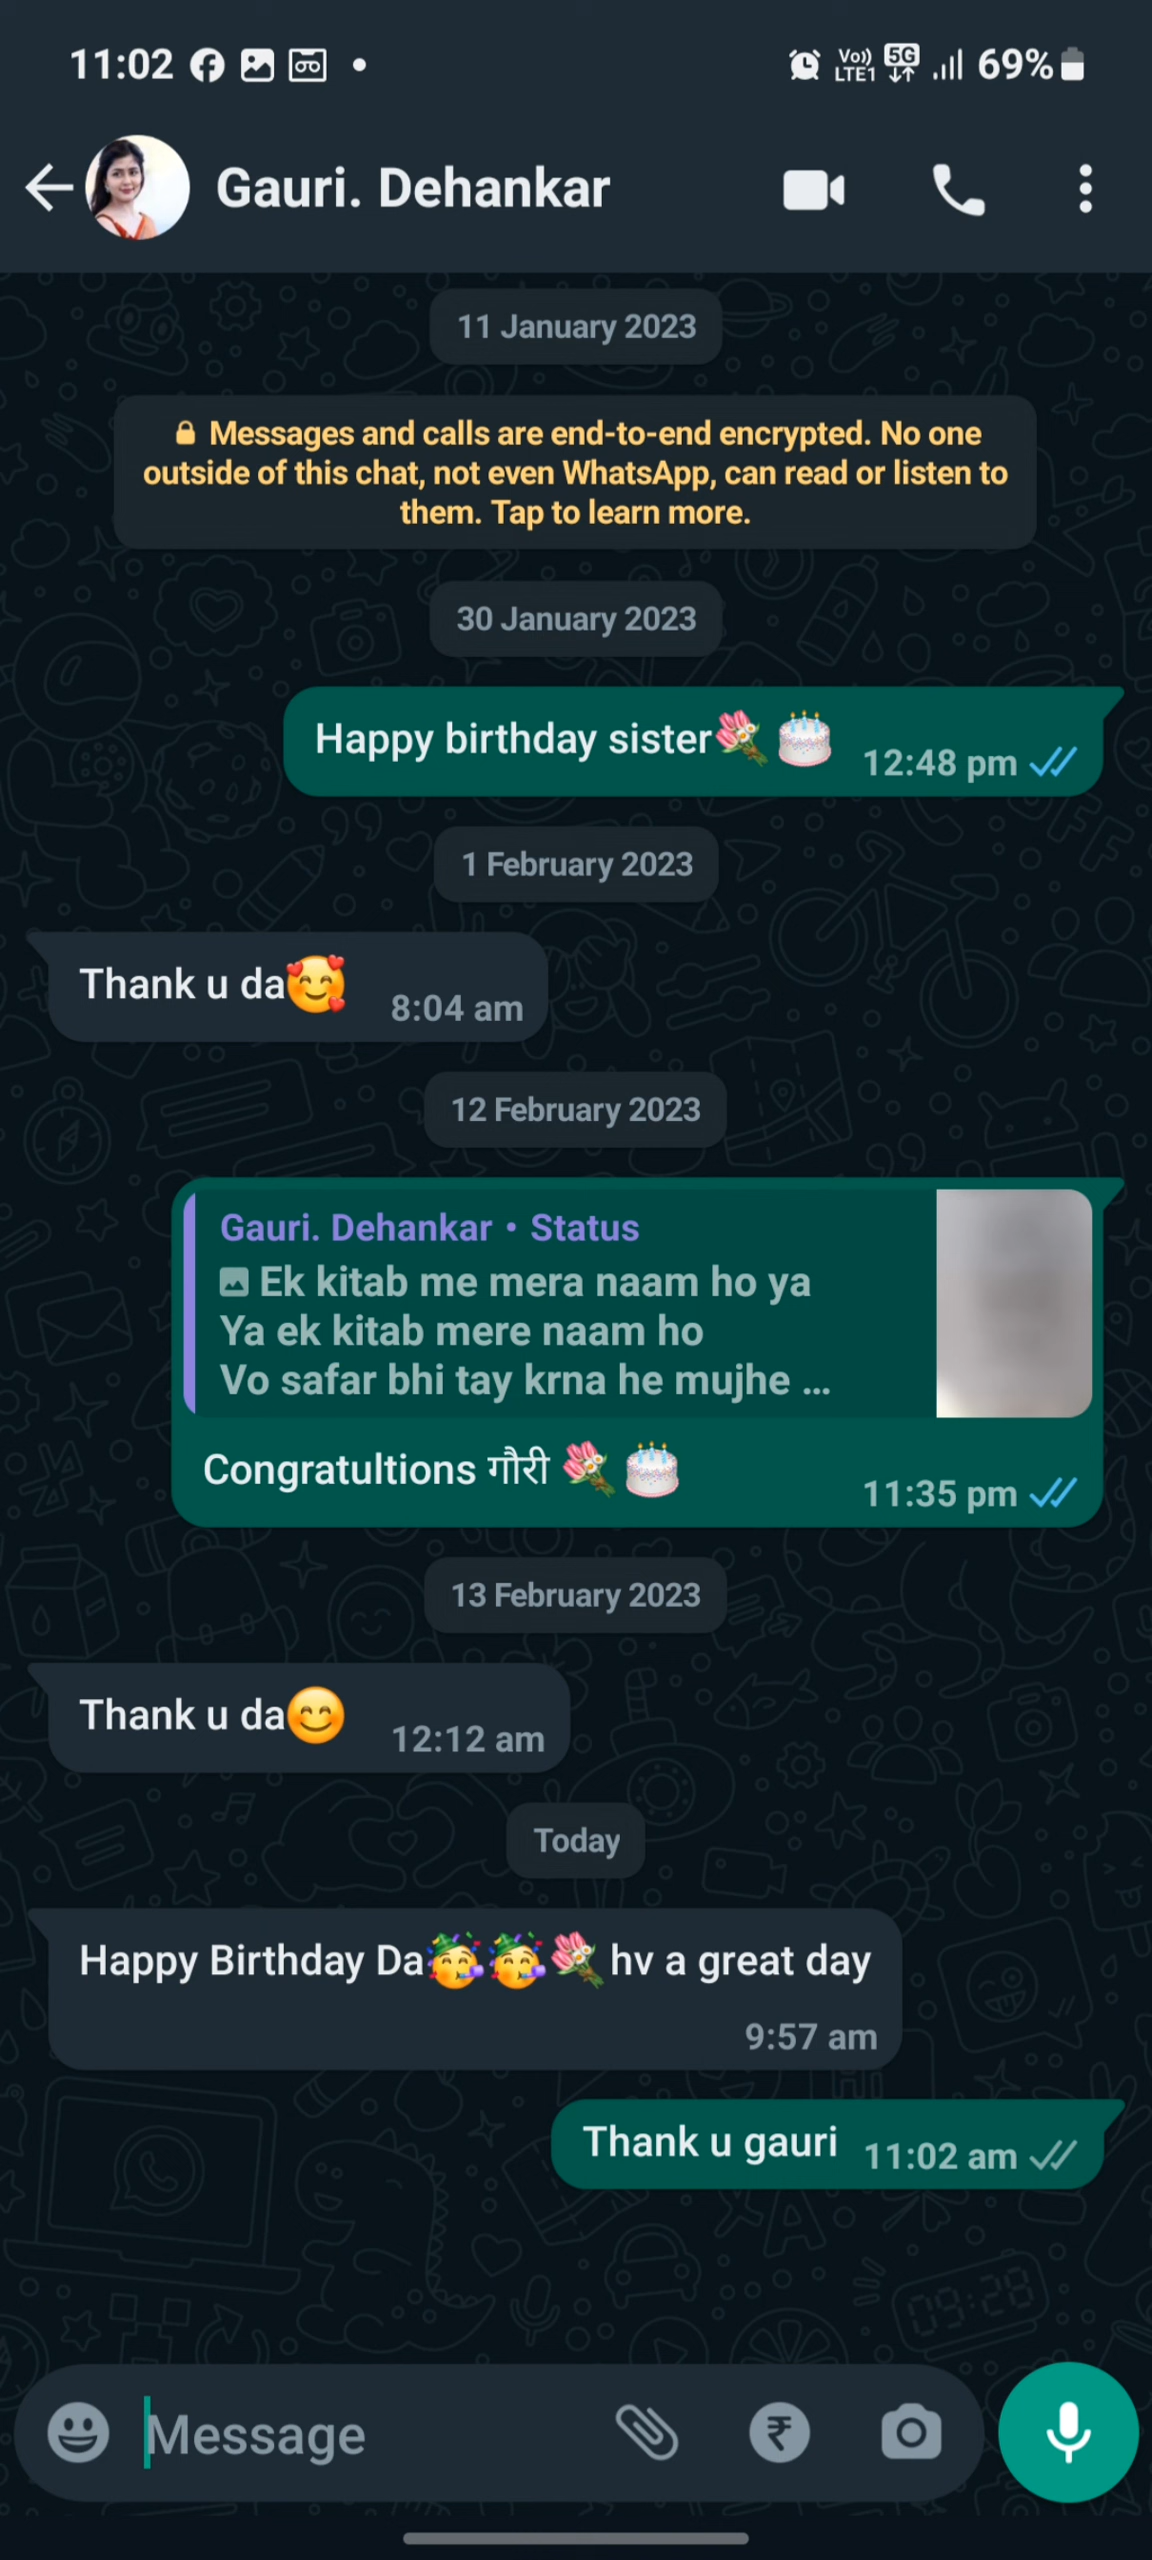 11:02
Vo)) LTE1 5G 69%
Gauri. Dehankar
11 January 2023
Messages and calls are end-to-end encrypted. No one
outside of this chat, not even WhatsApp, can read or listen to
them. Tap to learn more.
30 January 2023
Happy birthday sister💐🎂 12:48 pm
1 February 2023
Thank u da🥰 8:04 am
12 February 2023
Gauri. Dehankar • Status
Ek kitab me mera naam ho ya
Ya ek kitab mere naam ho
Vo safar bhi tay krna he mujhe ...
Congratultions गौरी 💐🎂 11:35 pm
13 February 2023
Thank u da😊 12:12 am
Today
Happy Birthday Da🥳🥳💐 hv a great day
9:57 am
Thank u gauri 11:02 am
Message